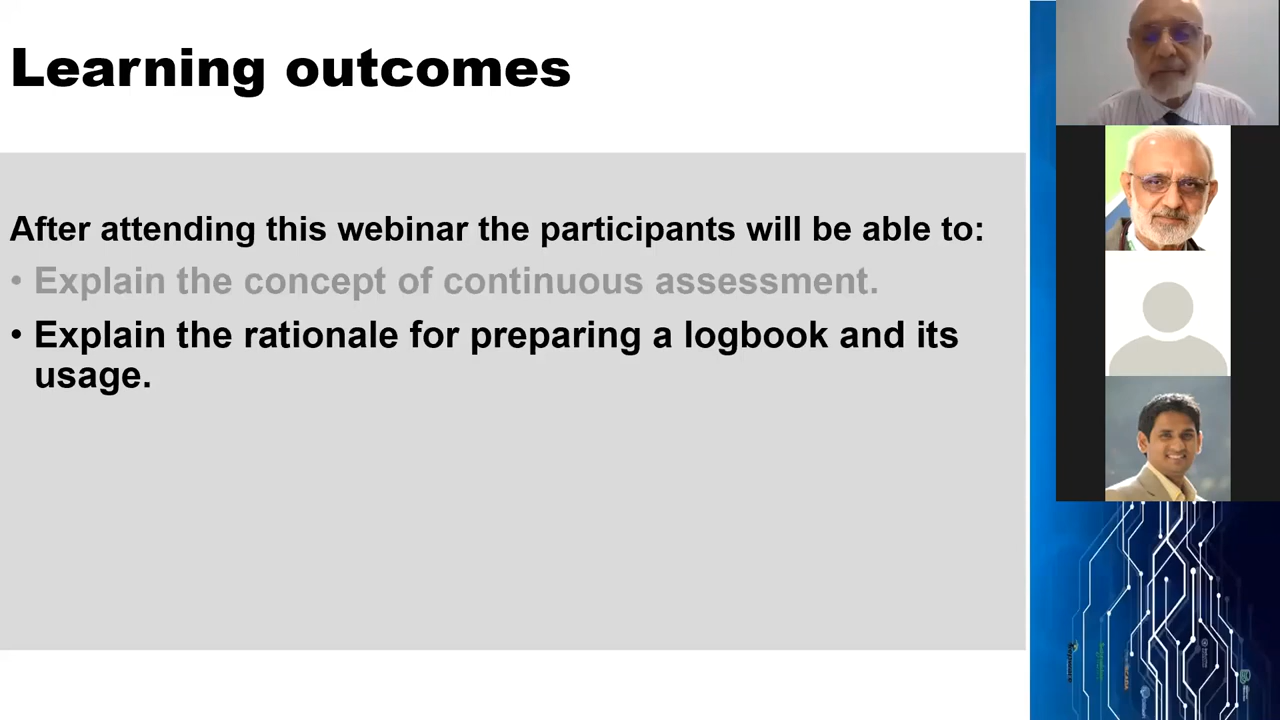 Learning outcomes
After attending this webinar the participants will be able to:
• Explain the concept of continuous assessment.
• Explain the rationale for preparing a logbook and its
usage.